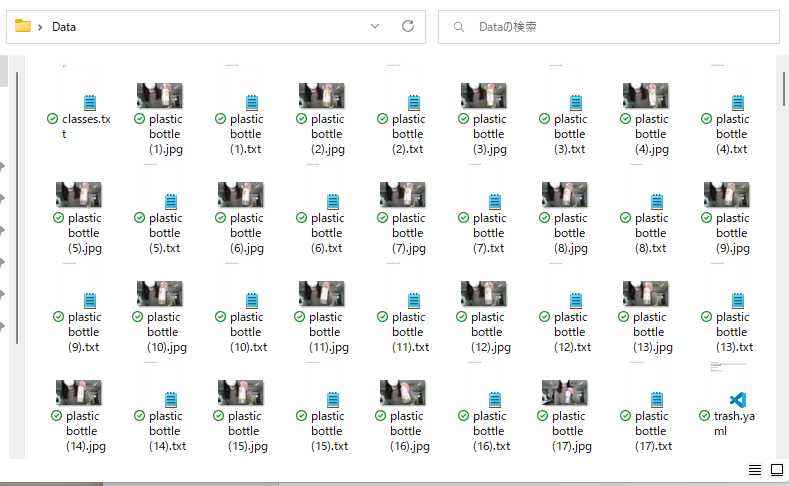 Data
Dataの検索
classes.tx
t
plastic
bottle
(1).jpg
plastic
bottle
(1).txt
plastic
bottle
(2).jpg
plastic
bottle
(2).txt
plastic
bottle
(3).jpg
plastic
bottle
(3).txt
plastic
bottle
(4).jpg
plastic
bottle
(4).txt
plastic
bottle
(5).jpg
plastic
bottle
(5).txt
plastic
bottle
(6).jpg
plastic
bottle
(6).txt
plastic
bottle
(7).jpg
plastic
bottle
(7).txt
plastic
bottle
(8).jpg
plastic
bottle
(8).txt
plastic
bottle
(9).jpg
plastic
bottle
(9).txt
plastic
bottle
(10).jpg
plastic
bottle
(10).txt
plastic
bottle
(11).jpg
plastic
bottle
(11).txt
plastic
bottle
(12).jpg
plastic
bottle
(12).txt
plastic
bottle
(13).jpg
plastic
bottle
(13).txt
plastic
bottle
(14).jpg
plastic
bottle
(14).txt
plastic
bottle
(15).jpg
plastic
bottle
(15).txt
plastic
bottle
(16).jpg
plastic
bottle
(16).txt
plastic
bottle
(17).jpg
plastic
bottle
(17).txt
trash.ya
ml